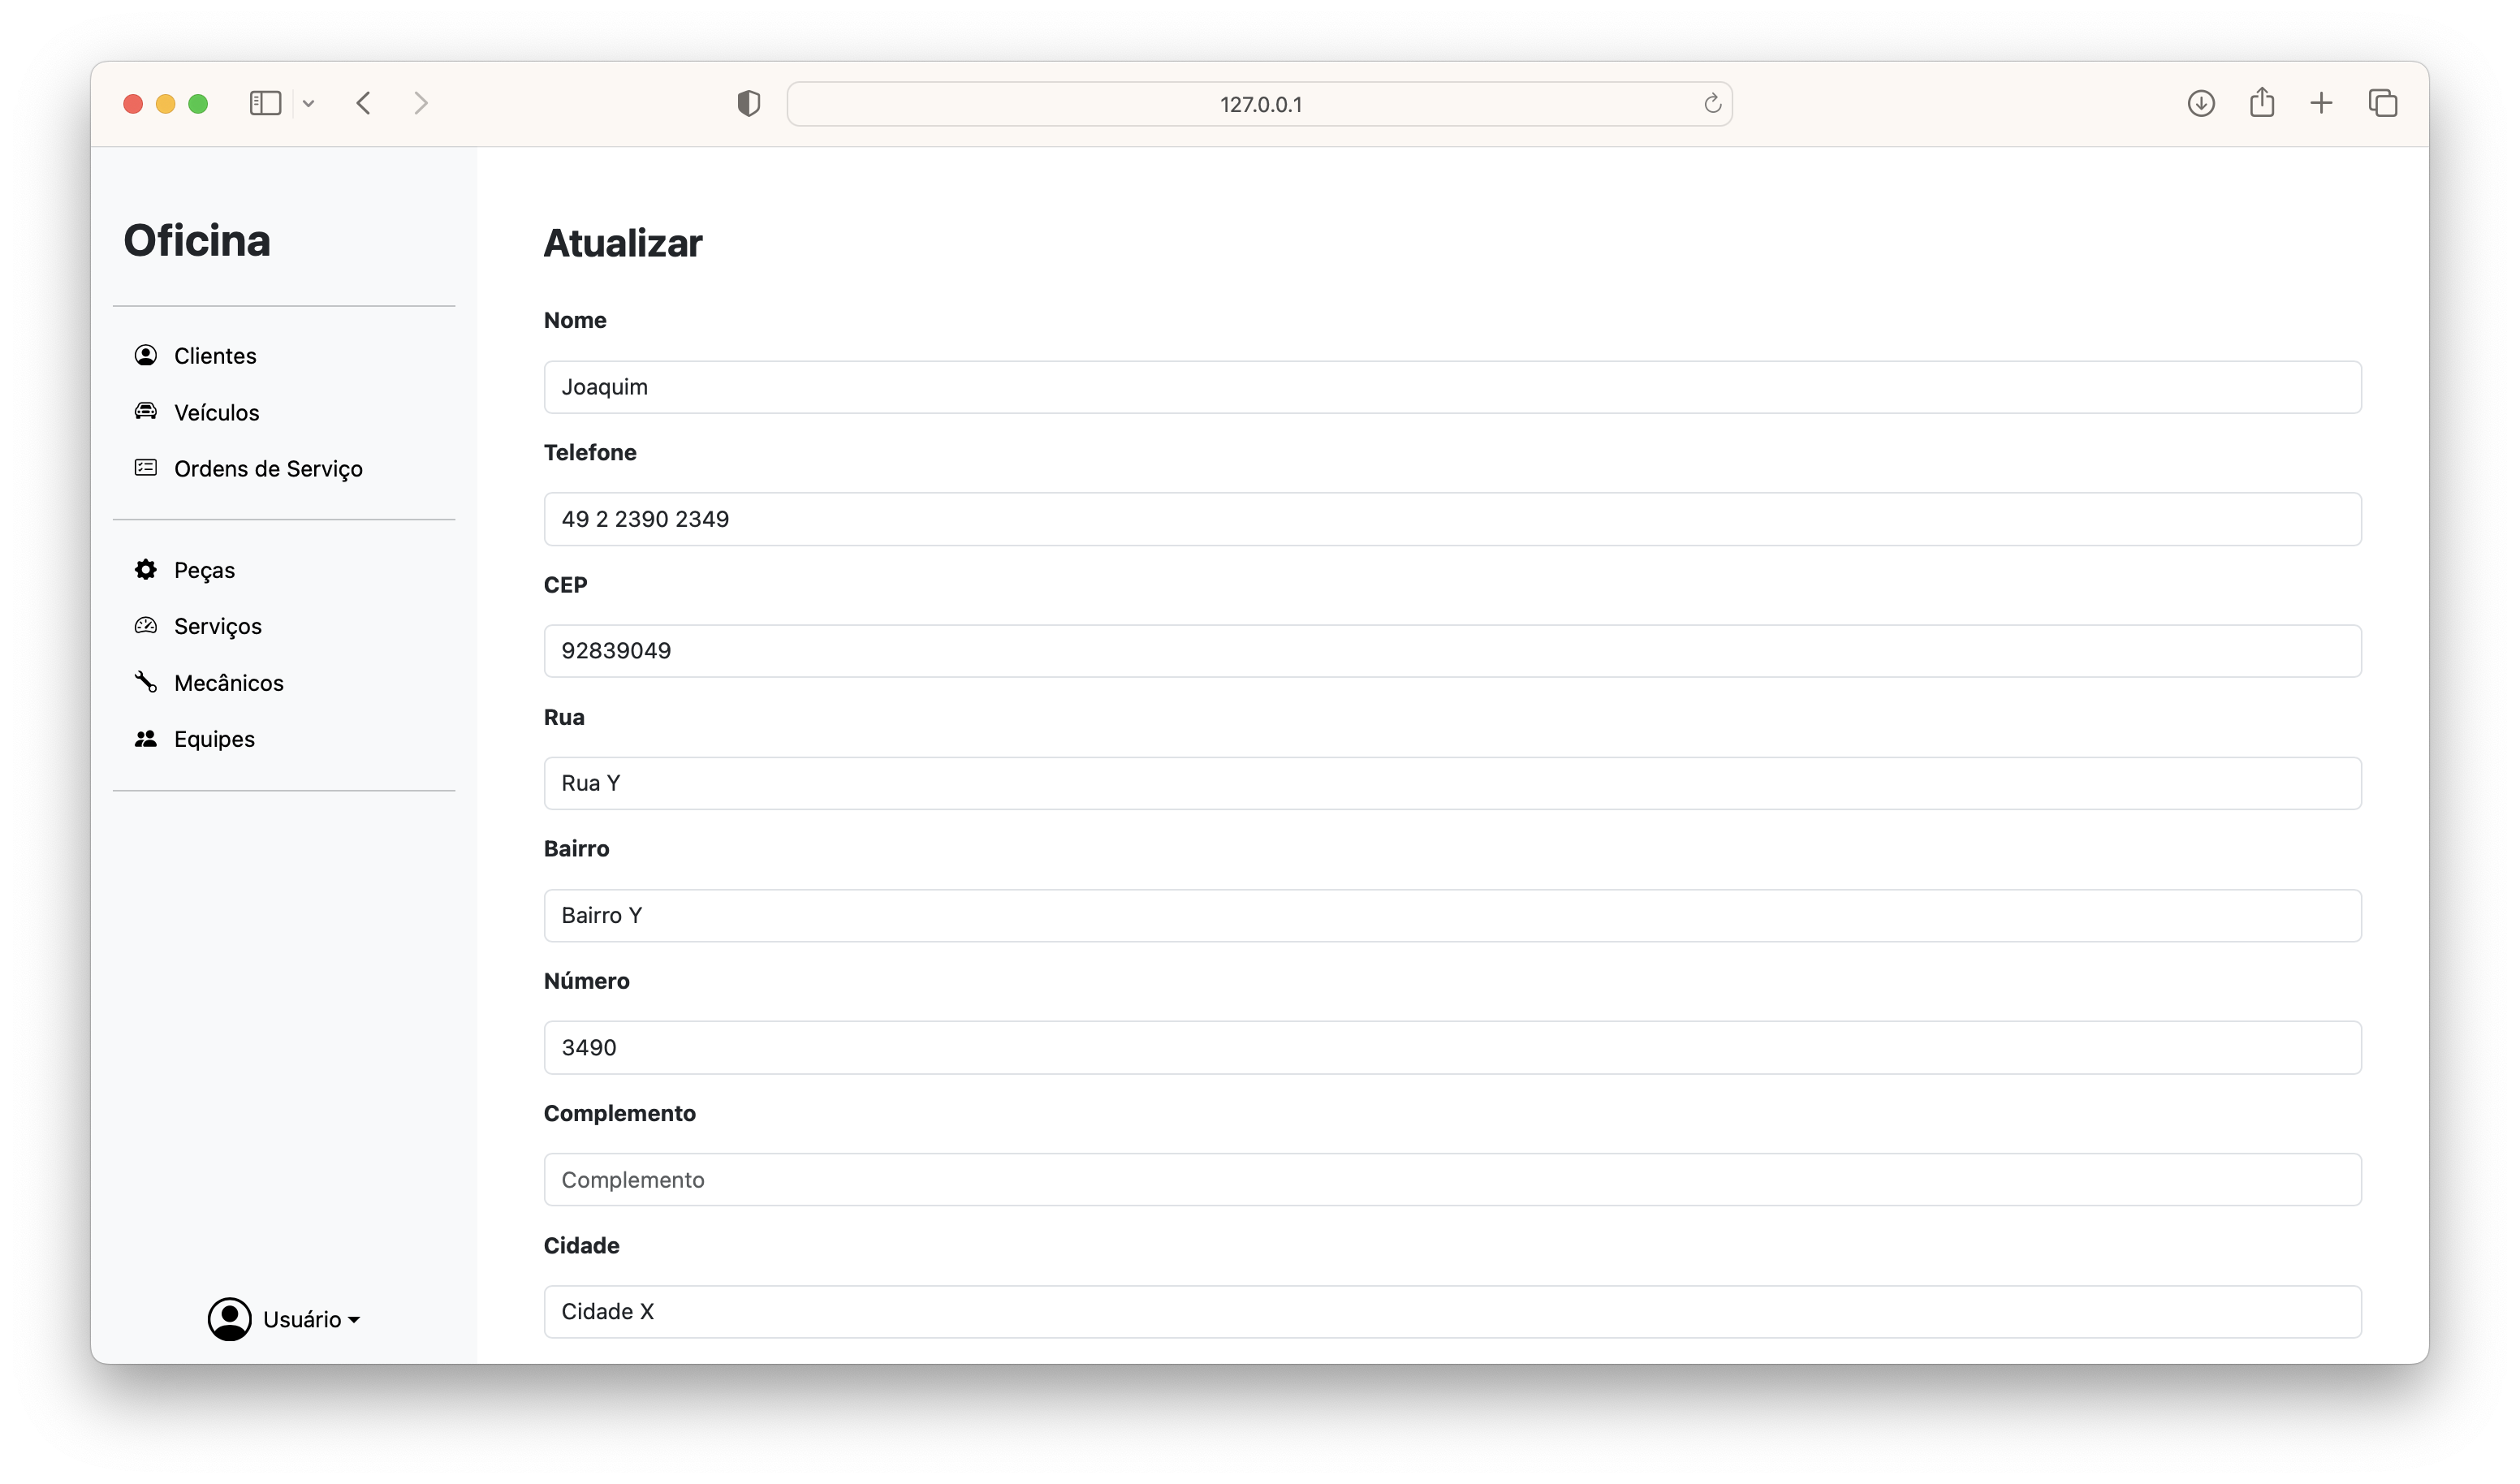 127.0.0.1
Oficina
Clientes
Veículos
Ordens de Serviço
Peças
Serviços
Mecânicos
Equipes
Usuário
Atualizar
Nome
Joaquim
Telefone
49 2 2390 2349
CEP
92839049
Rua
Rua Y
Bairro
Bairro Y
Número
3490
Complemento
Complemento
Cidade
Cidade X